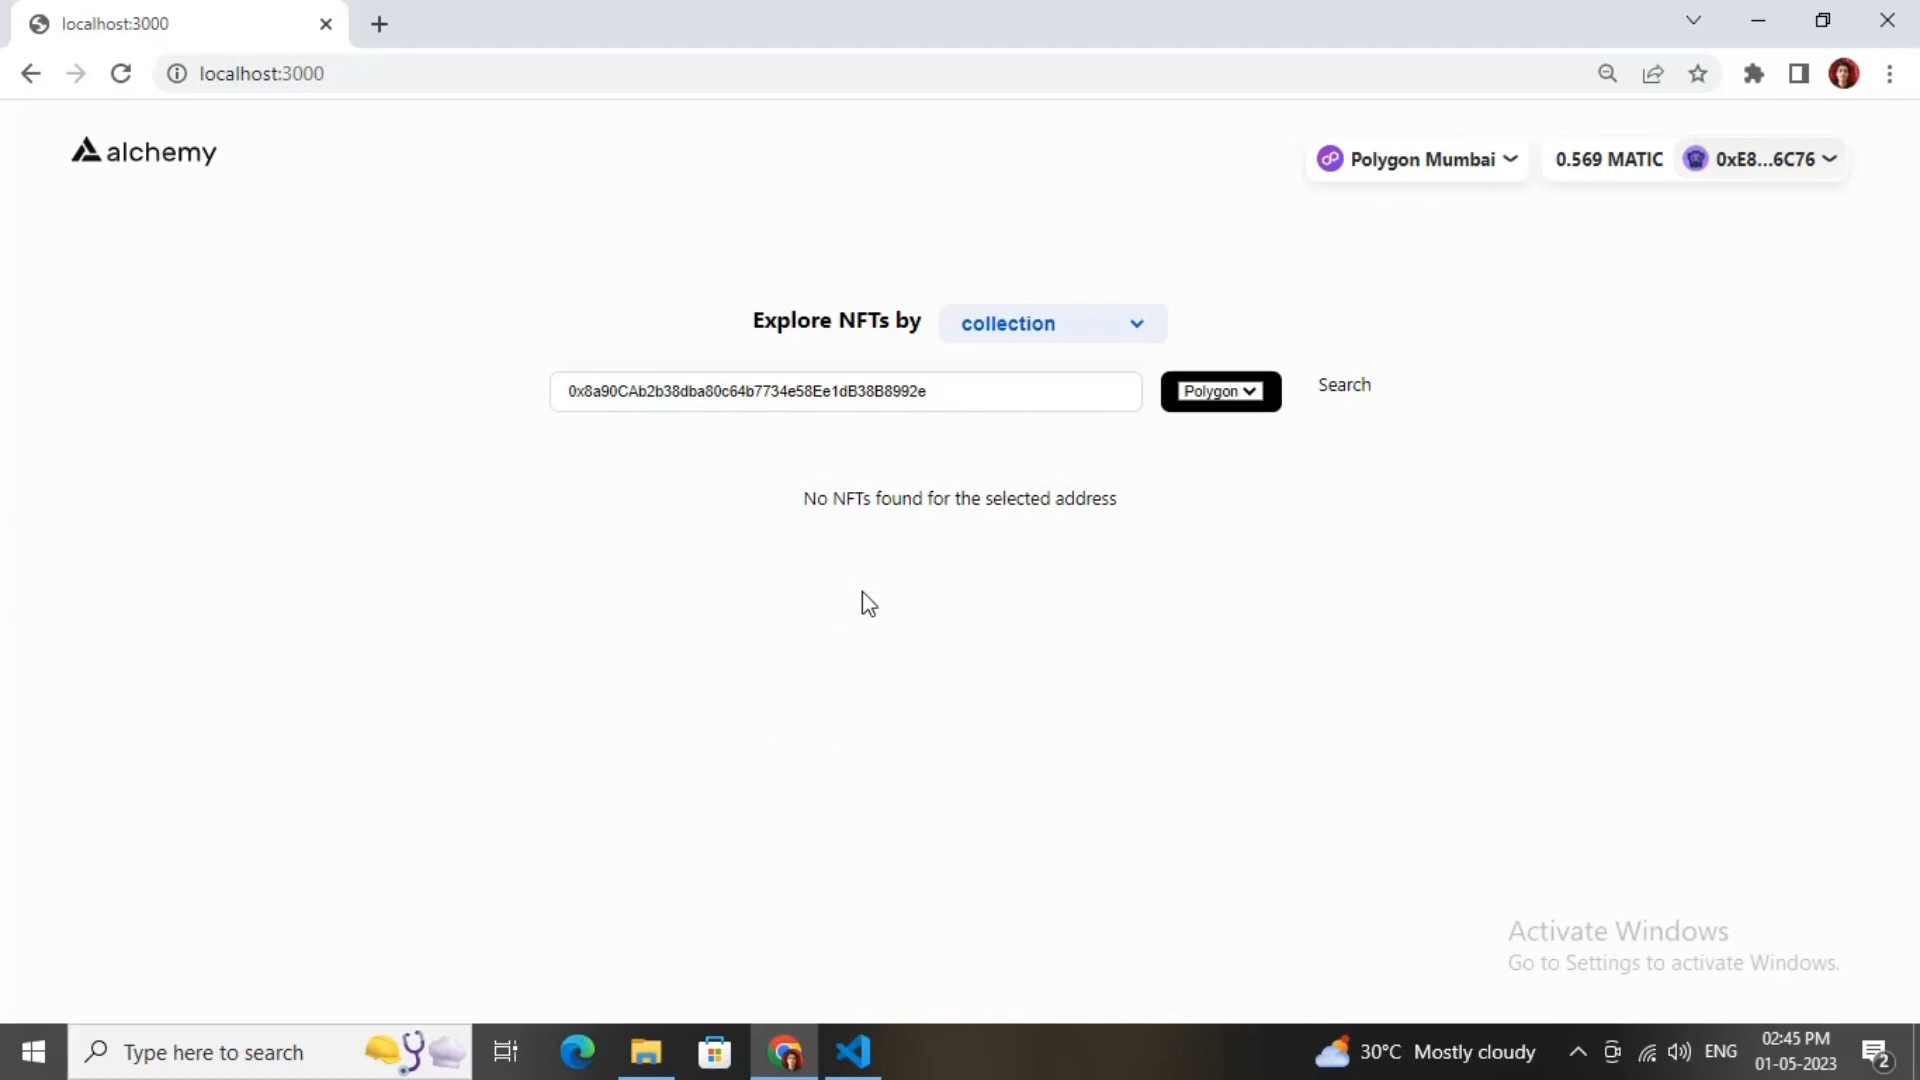 localhost:3000
localhost:3000
alchemy
Polygon Mumbai
0.569 MATIC
0xE8...6C76
Explore NFTs by
collection
0x8a90CAb2b38dba80c64b7734e58Ee1dB38B8992e
Polygon
Search
No NFTs found for the selected address
Activate Windows
Go to Settings to activate Windows.
Type here to search
30°C Mostly cloudy
ENG
02:45 PM
01-05-2023
2